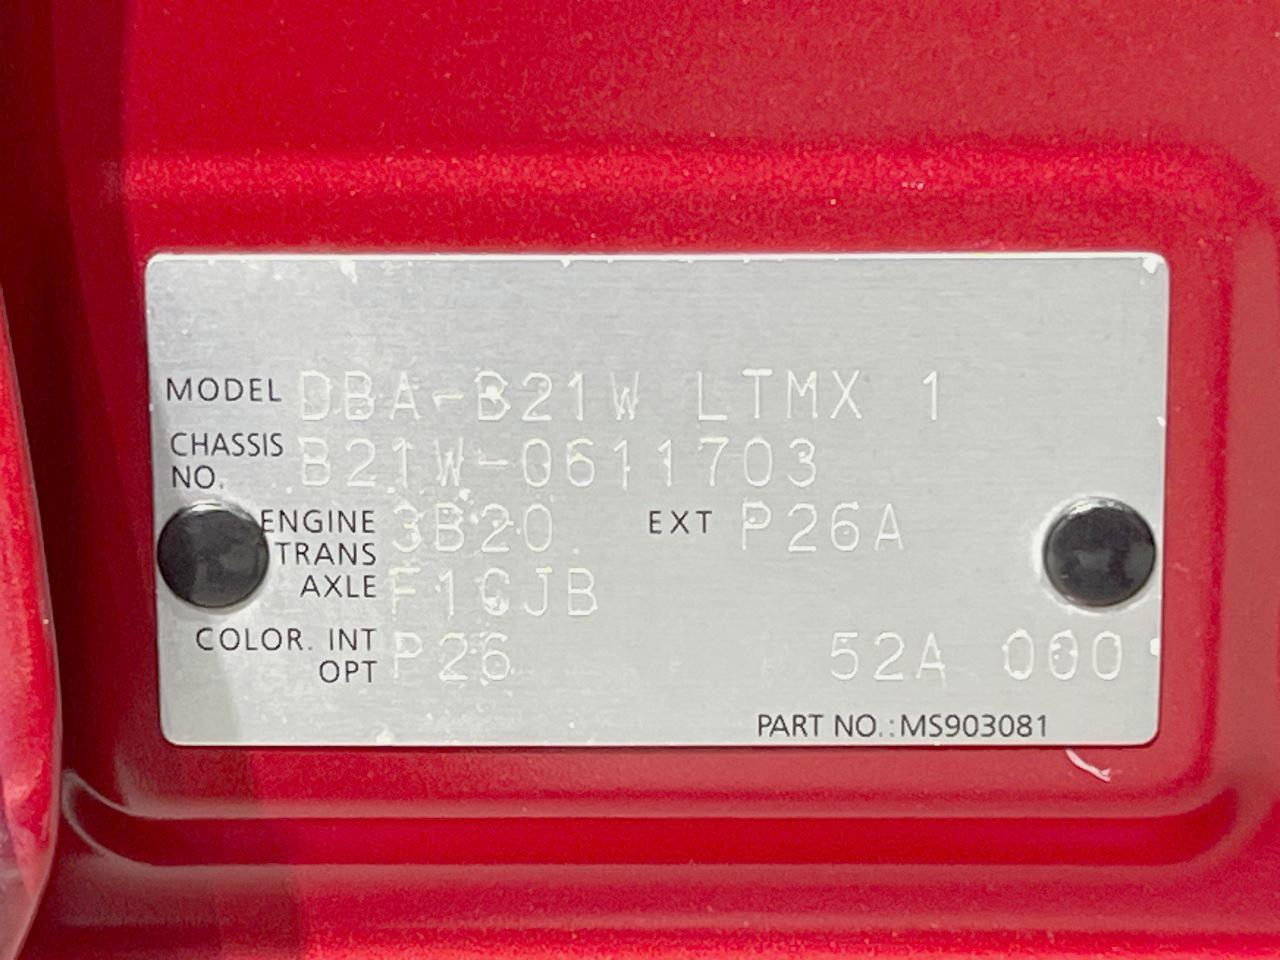 MODEL DBA-B21W LTMX 1
CHASSIS NO. B21W-0611703
ENGINE 3B20 EXT P26A
TRANS AXLE F1CJB
COLOR. INT OPT P26 52A 000
PART NO.:MS903081